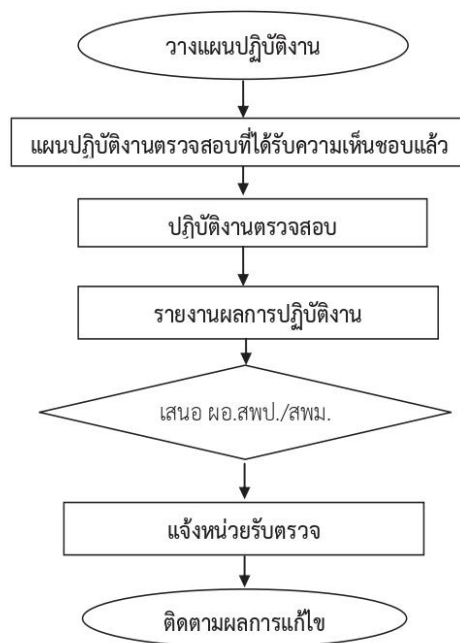 วางแผนปฏิบัติงาน
แผนปฏิบัติงานตรวจสอบที่ได้รับความเห็นชอบแล้ว
ปฏิบัติงานตรวจสอบ
รายงานผลการปฏิบัติงาน
เสนอ ผอ.สพป./สพม.
แจ้งหน่วยรับตรวจ
ติดตามผลการแก้ไข